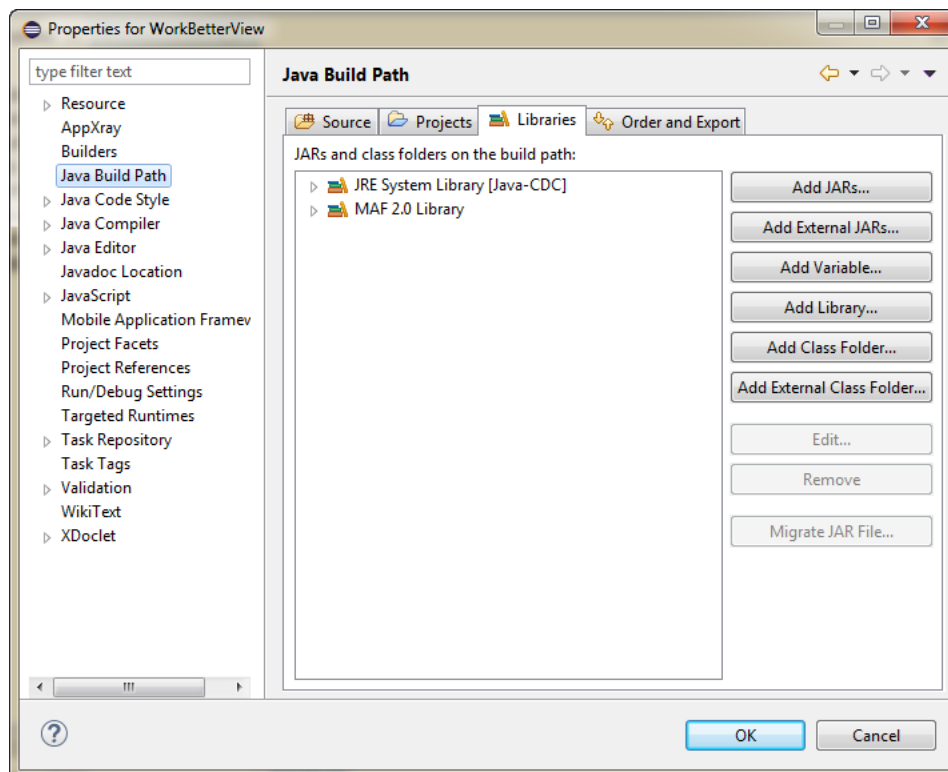 Properties for WorkBetterView
type filter text
Resource
AppXray
Builders
Java Build Path
Java Code Style
Java Compiler
Java Editor
Javadoc Location
JavaScript
Mobile Application Framew
Project Facets
Project References
Run/Debug Settings
Targeted Runtimes
Task Repository
Task Tags
Validation
WikiText
XDoclet
Java Build Path
Source Projects Libraries Order and Export
JARs and class folders on the build path:
JRE System Library [Java-CDC]
MAF 2.0 Library
Add JARs...
Add External JARs...
Add Variable...
Add Library...
Add Class Folder...
Add External Class Folder...
Edit...
Remove
Migrate JAR File...
OK Cancel